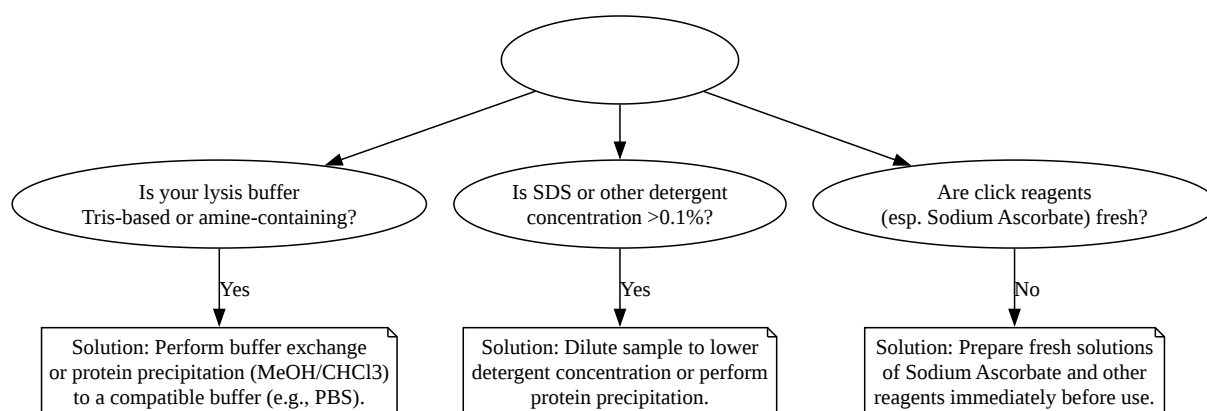 Is your lysis buffer
Tris-based or amine-containing?
Is SDS or other detergent
concentration >0.1%?
Are click reagents
(esp. Sodium Ascorbate) fresh?
Yes
Yes
No
Solution: Perform buffer exchange
or protein precipitation (MeOH/CHCl3)
to a compatible buffer (e.g., PBS).
Solution: Dilute sample to lower
detergent concentration or perform
protein precipitation.
Solution: Prepare fresh solutions
of Sodium Ascorbate and other
reagents immediately before use.